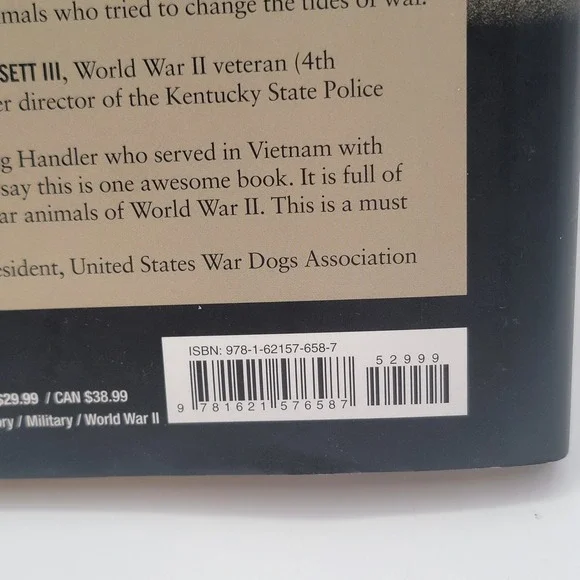 mals who tried to change the tides of war.
SETT III, World War II veteran (4th
er director of the Kentucky State Police
g Handler who served in Vietnam with
say this is one awesome book. It is full of
ar animals of World War II. This is a must
esident, United States War Dogs Association
ISBN: 978-1-62157-658-7
52999
9 781621 576587
$29.99 / CAN $38.99
ory / Military / World War II